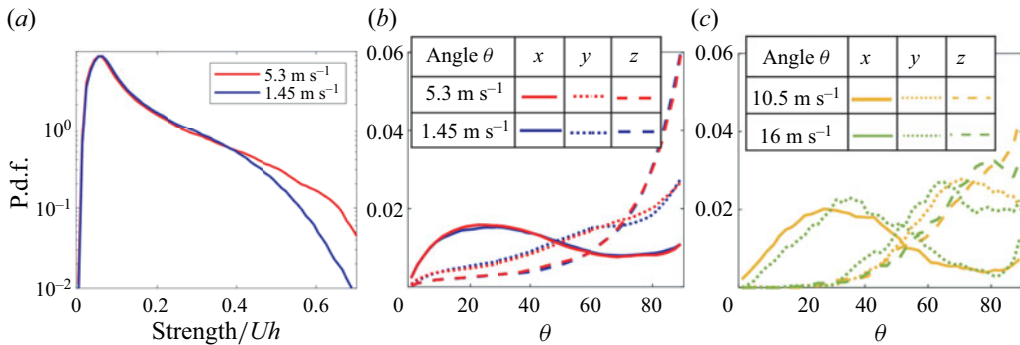 (a)
P.d.f.
10⁰
10⁻¹
10⁻²
0
0.2
0.4
0.6
Strength/Uh
5.3 m s⁻¹
1.45 m s⁻¹
(b)
0.06
0.04
0.02
0
20
40
60
80
θ
Angle θ x y z
5.3 m s⁻¹
1.45 m s⁻¹
(c)
0.06
0.04
0.02
0
20
40
60
80
θ
Angle θ x y z
10.5 m s⁻¹
16 m s⁻¹